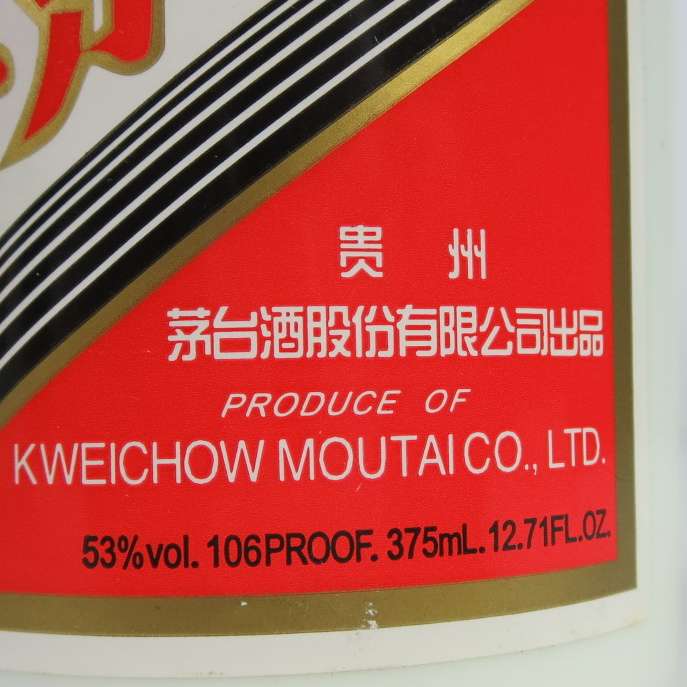 贵州
茅台酒股份有限公司出品
PRODUCE OF
KWEICHOW MOUTAI CO., LTD.
53%vol. 106PROOF. 375mL. 12.71FL.OZ.